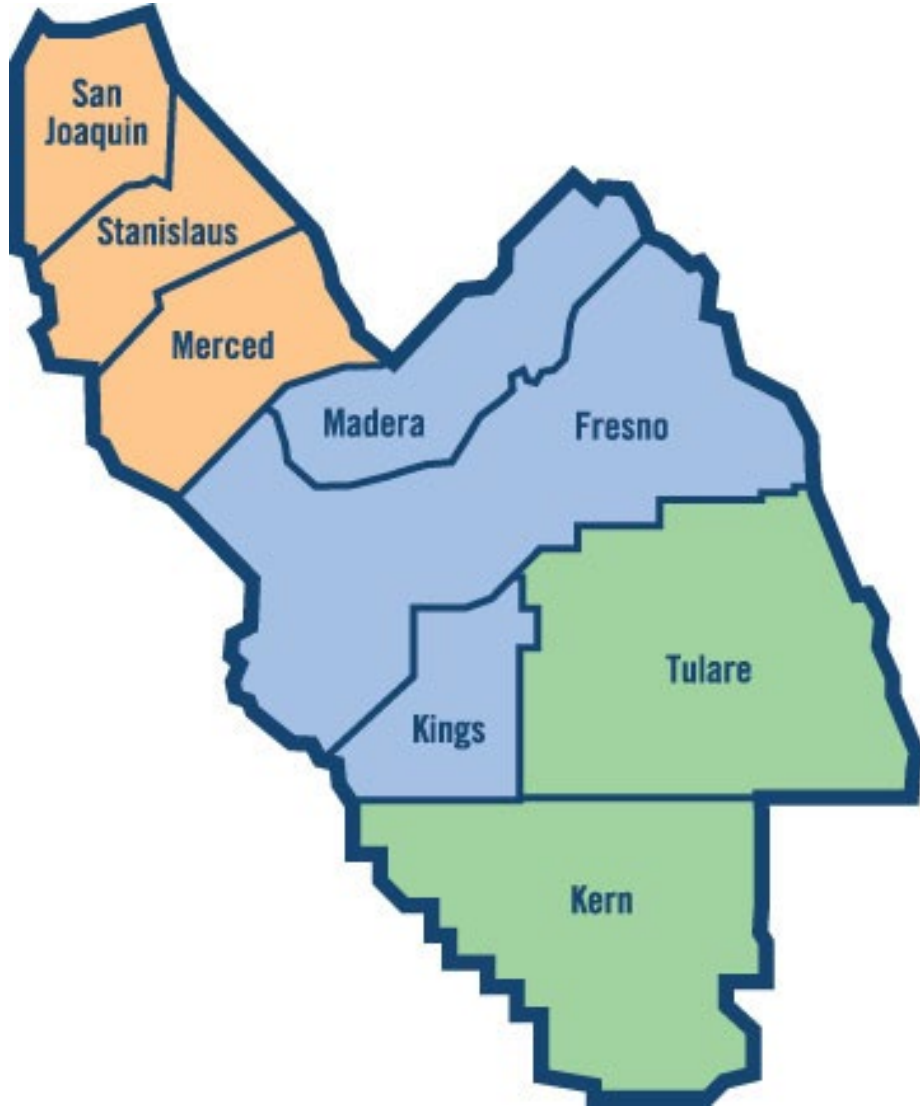 San
Joaquin
Stanislaus
Merced
Madera
Fresno
Tulare
Kings
Kern